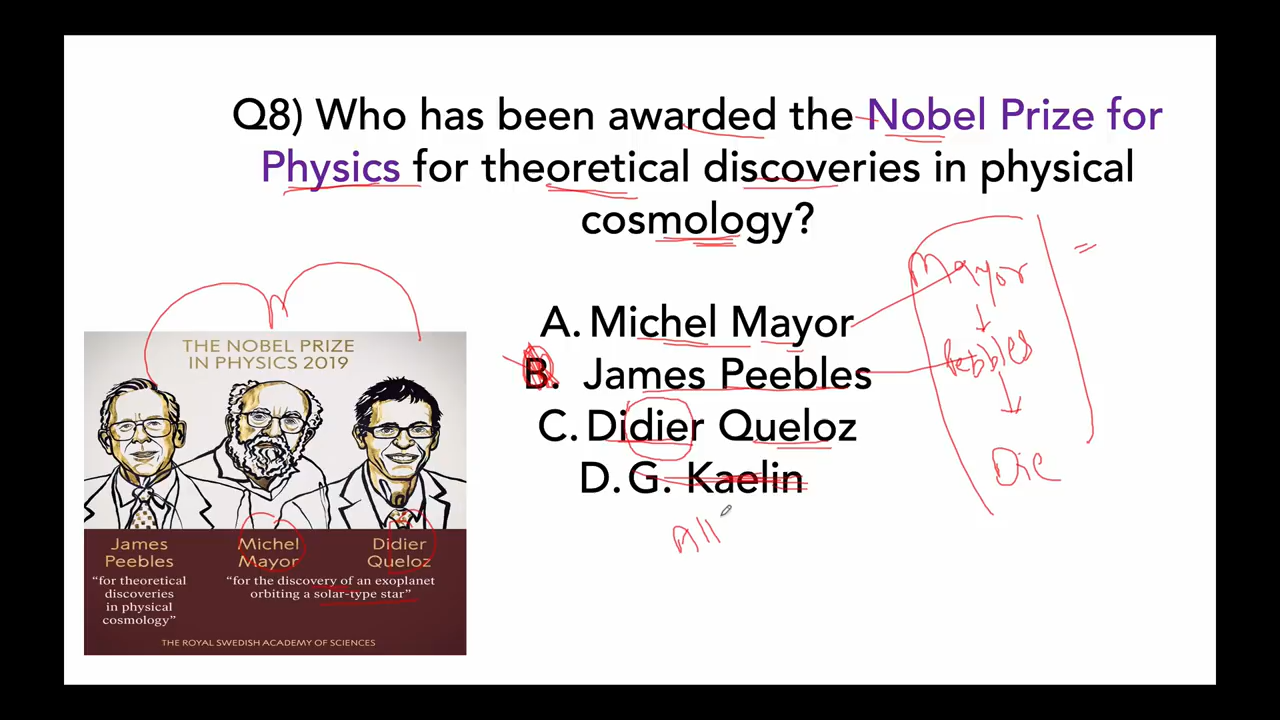 Q8) Who has been awarded the Nobel Prize for
Physics for theoretical discoveries in physical
cosmology?
A. Michel Mayor
B. James Peebles
C. Didier Queloz
D. G. Kaelin
Mayor
Pebbles
Die
All
THE NOBEL PRIZE
IN PHYSICS 2019
James
Peebles
"for theoretical
discoveries
in physical
cosmology"
Michel
Mayor
Didier
Queloz
"for the discovery of an exoplanet
orbiting a solar-type star"
THE ROYAL SWEDISH ACADEMY OF SCIENCES